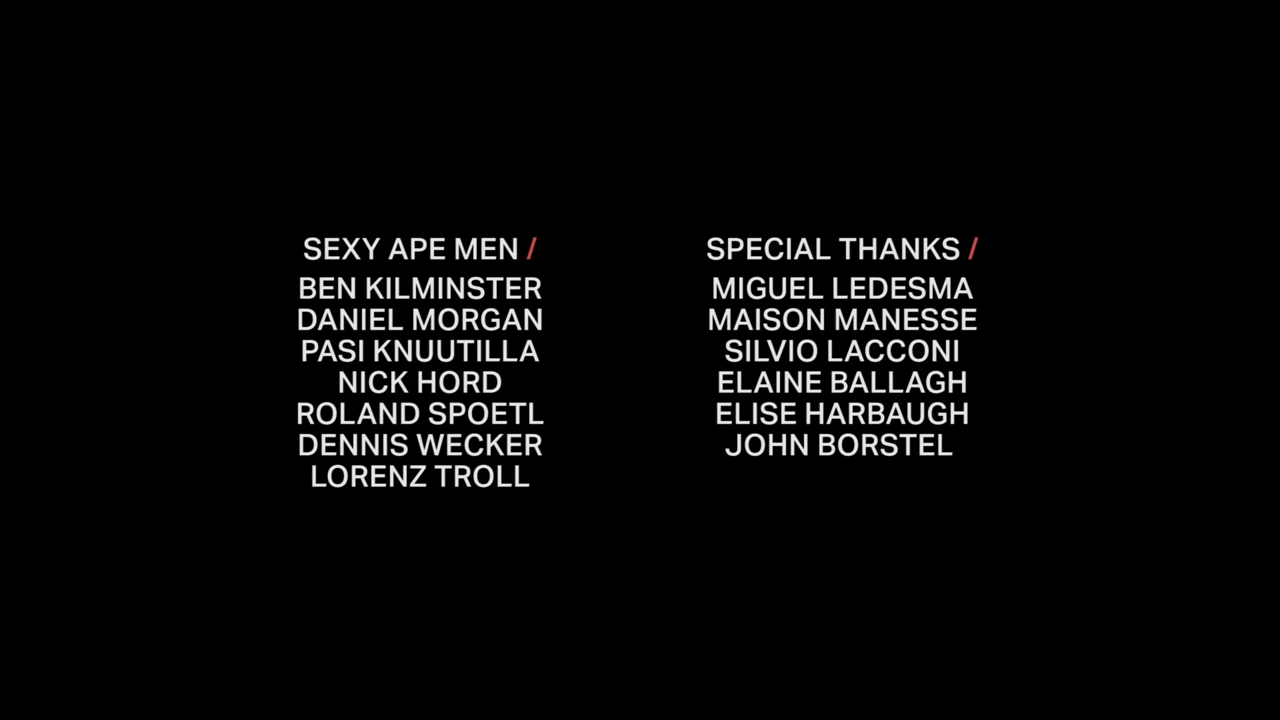 SEXY APE MEN /
BEN KILMINSTER
DANIEL MORGAN
PASI KNUUTILLA
NICK HORD
ROLAND SPOETL
DENNIS WECKER
LORENZ TROLL
SPECIAL THANKS /
MIGUEL LEDESMA
MAISON MANESSE
SILVIO LACCONI
ELAINE BALLAGH
ELISE HARBAUGH
JOHN BORSTEL